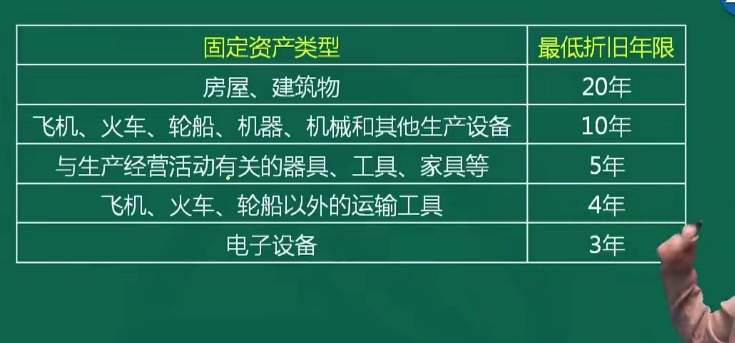 固定资产类型 最低折旧年限
房屋、建筑物 20年
飞机、火车、轮船、机器、机械和其他生产设备 10年
与生产经营活动有关的器具、工具、家具等 5年
飞机、火车、轮船以外的运输工具 4年
电子设备 3年